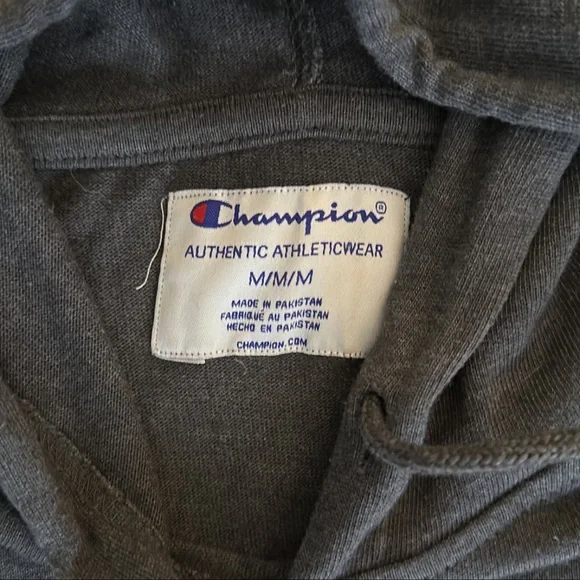 Champion®
AUTHENTIC ATHLETICWEAR
M/M/M
MADE IN PAKISTAN
FABRIQUÉ AU PAKISTAN
HECHO EN PAKISTAN
CHAMPION.COM